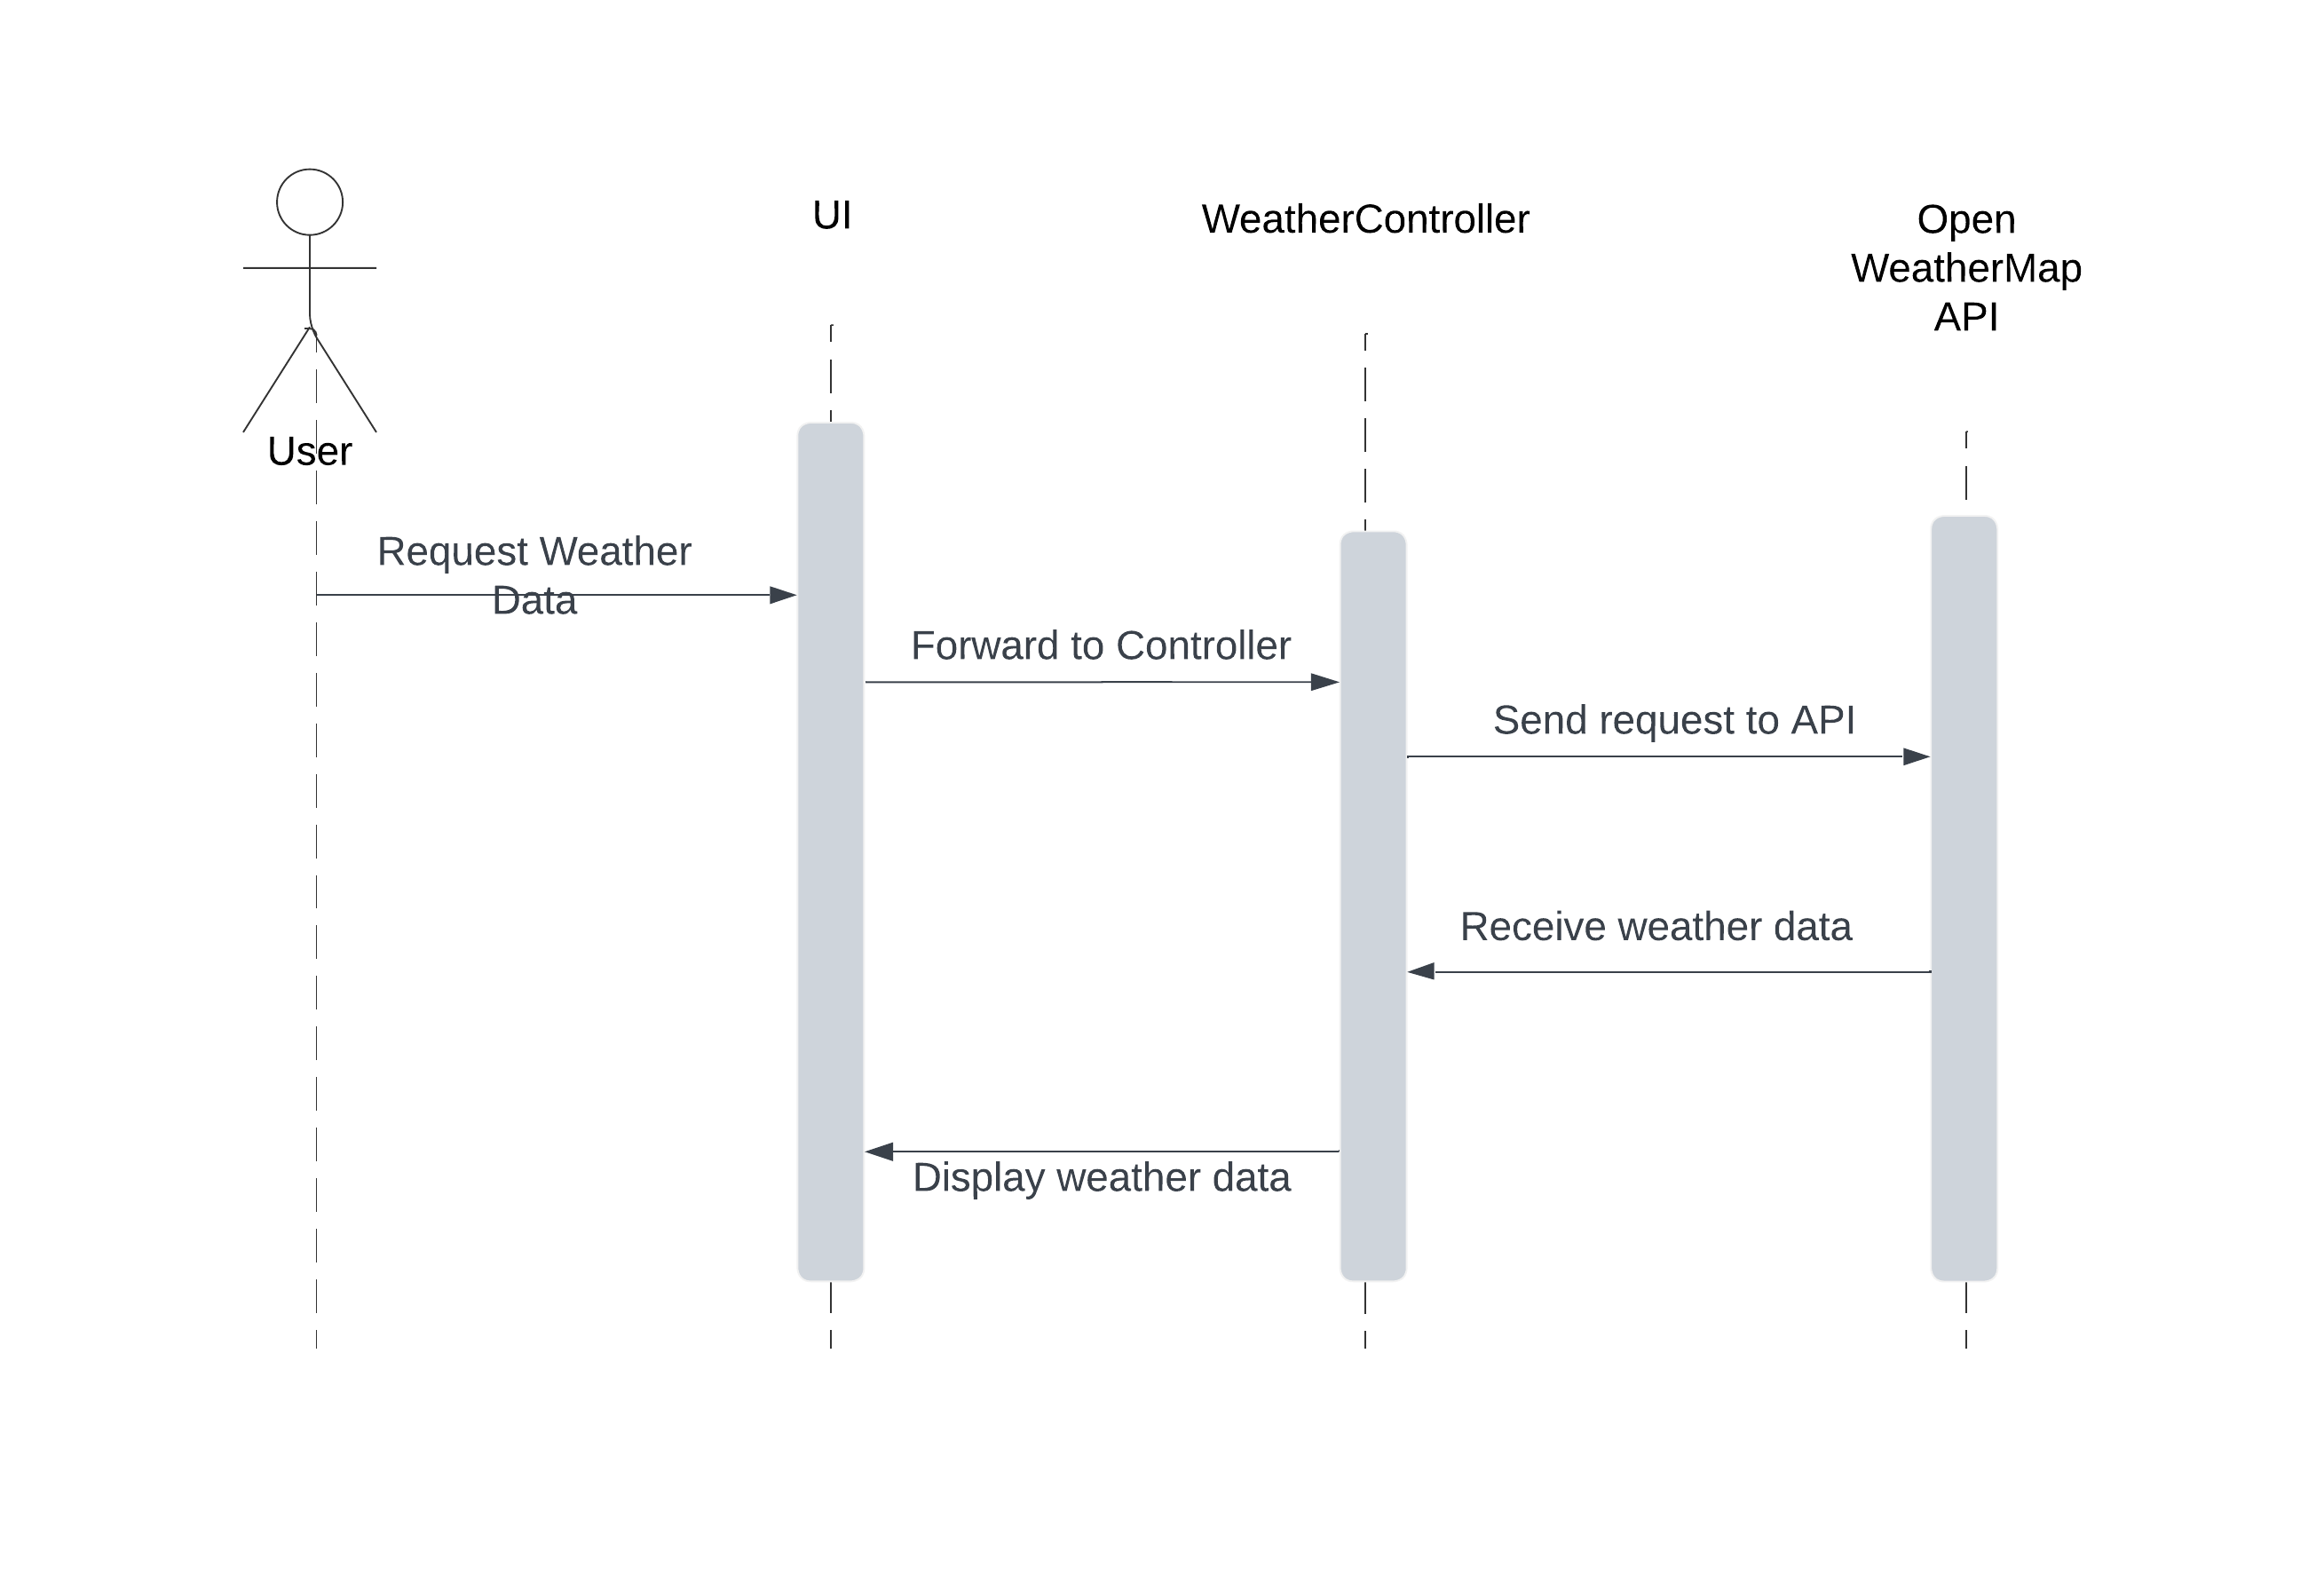 UI
WeatherController
Open
WeatherMap
API
User
Request Weather
Data
Forward to Controller
Send request to API
Receive weather data
Display weather data